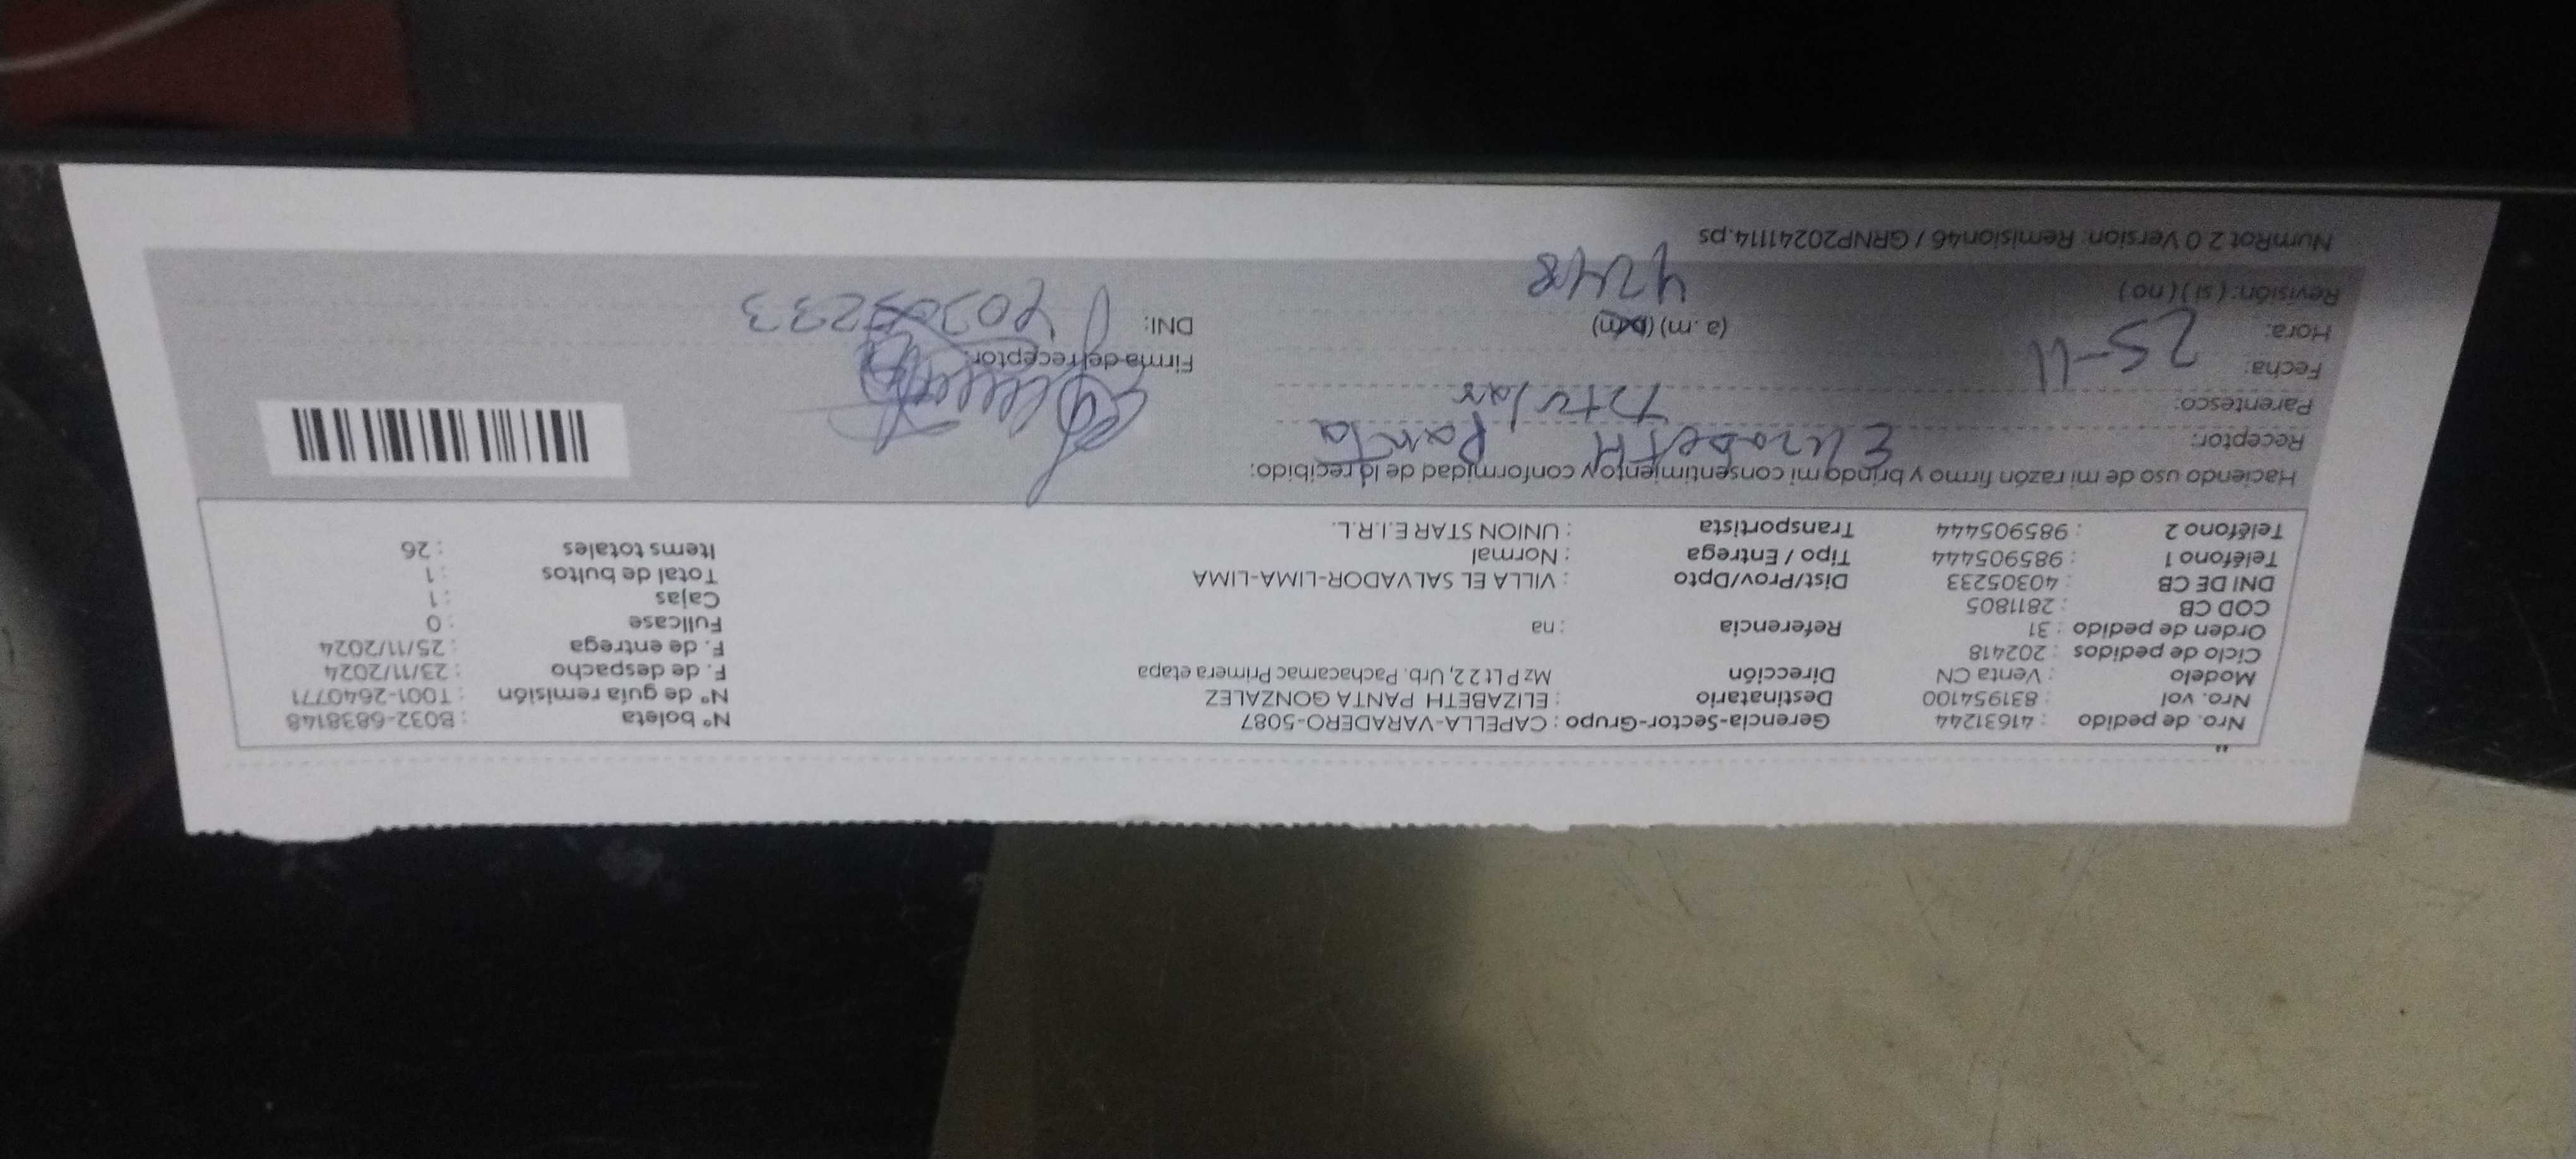 Nro. de pedido : 41631244 Gerencia-Sector-Grupo : CAPELLA-VARADERO-5087 N° boleta : B032-6838148
Nro. vol : 831954100 Destinatario : ELIZABETH PANTA GONZALEZ N° de guía remisión : T001-2640771
Modelo : Venta CN Dirección Mz P Lt 2 2, Urb. Pachacamac Primera etapa F. de despacho : 23/11/2024
Ciclo de pedidos : 202418 F. de entrega : 25/11/2024
Orden de pedido : 31 Referencia : na Fullcase : 0
COD CB : 2811805 Cajas : 1
DNI DE CB : 40305233 Dist/Prov/Dpto : VILLA EL SALVADOR-LIMA-LIMA Total de bultos : 1
Teléfono 1 : 985905444 Tipo / Entrega : Normal Items totales : 26
Teléfono 2 : 985905444 Transportista : UNION STAR E.I.R.L.
Haciendo uso de mi razón firmo y brindo mi consentimiento y conformidad de lo recibido:
Receptor: ElizabetH Panta
Parentesco: titular
Fecha: 25-11 Firma del receptor:
Hora: (a .m) (p.m) DNI: 40305233
Revisión: ( si ) ( no ) 4248
NumRot 2.0 Version: Remision46 / GRNP20241114.ps